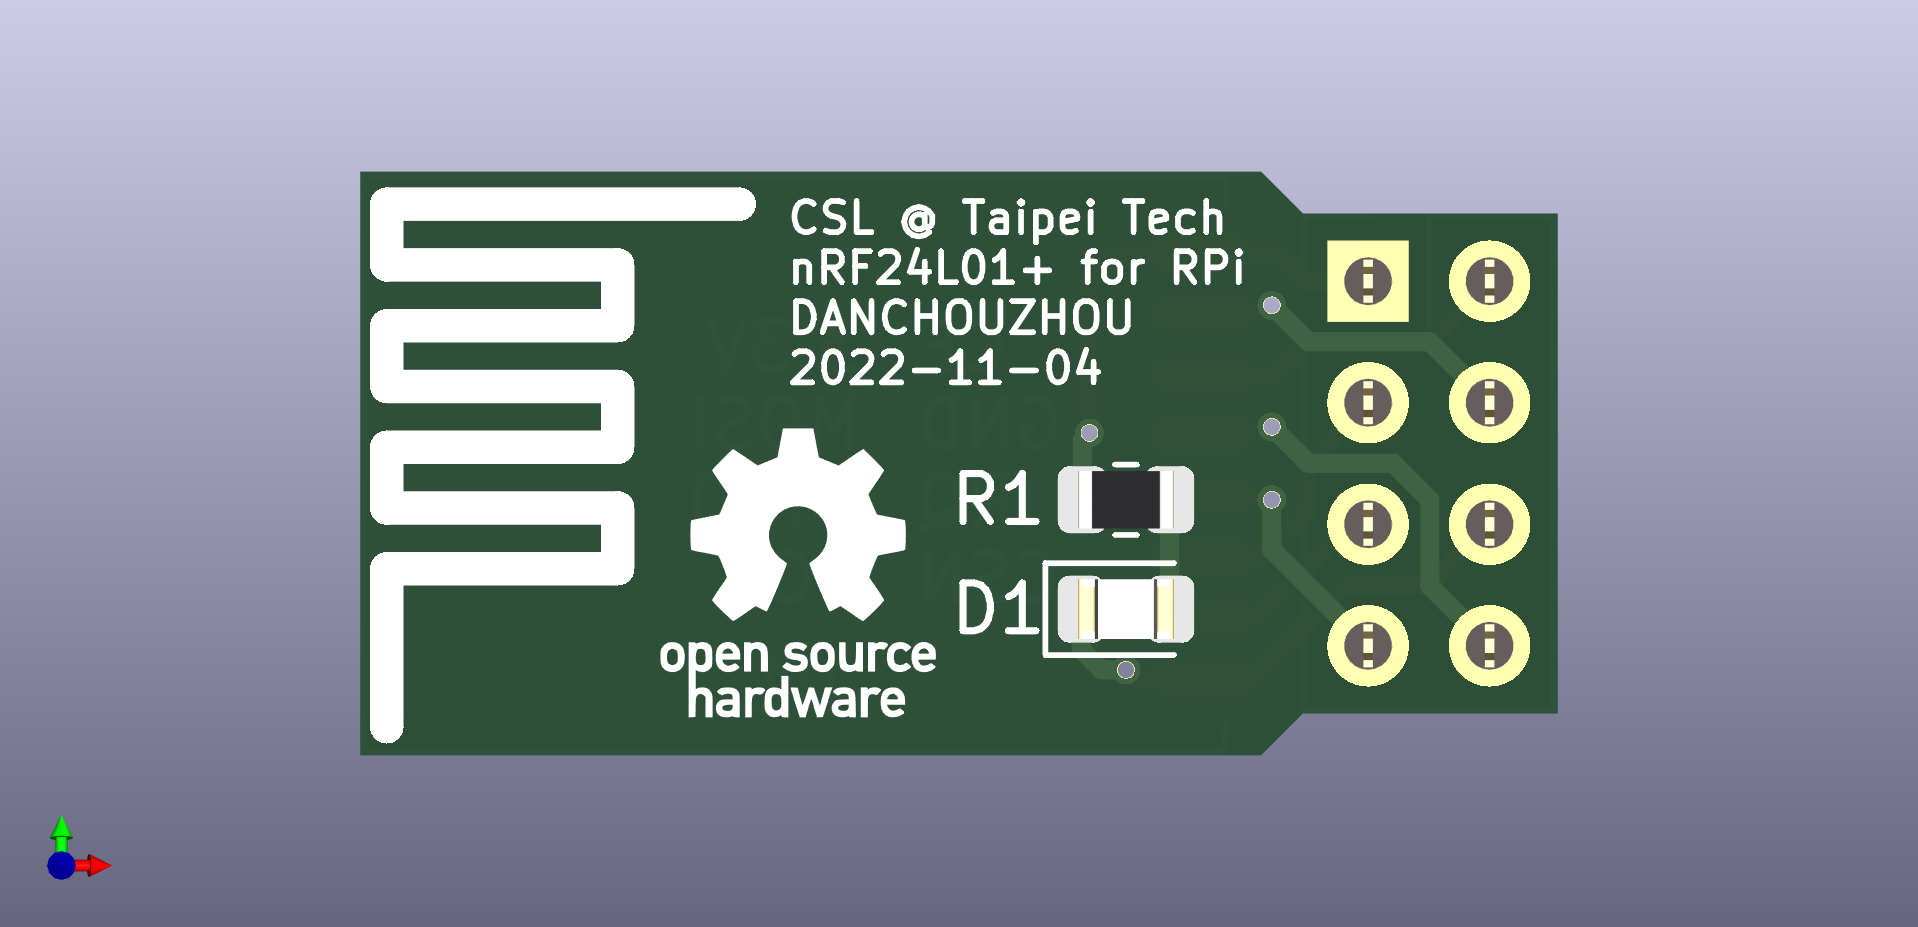 CSL @ Taipei Tech
nRF24L01+ for RPi
DANCHOUZHOU
2022-11-04
R1
D1
open source
hardware